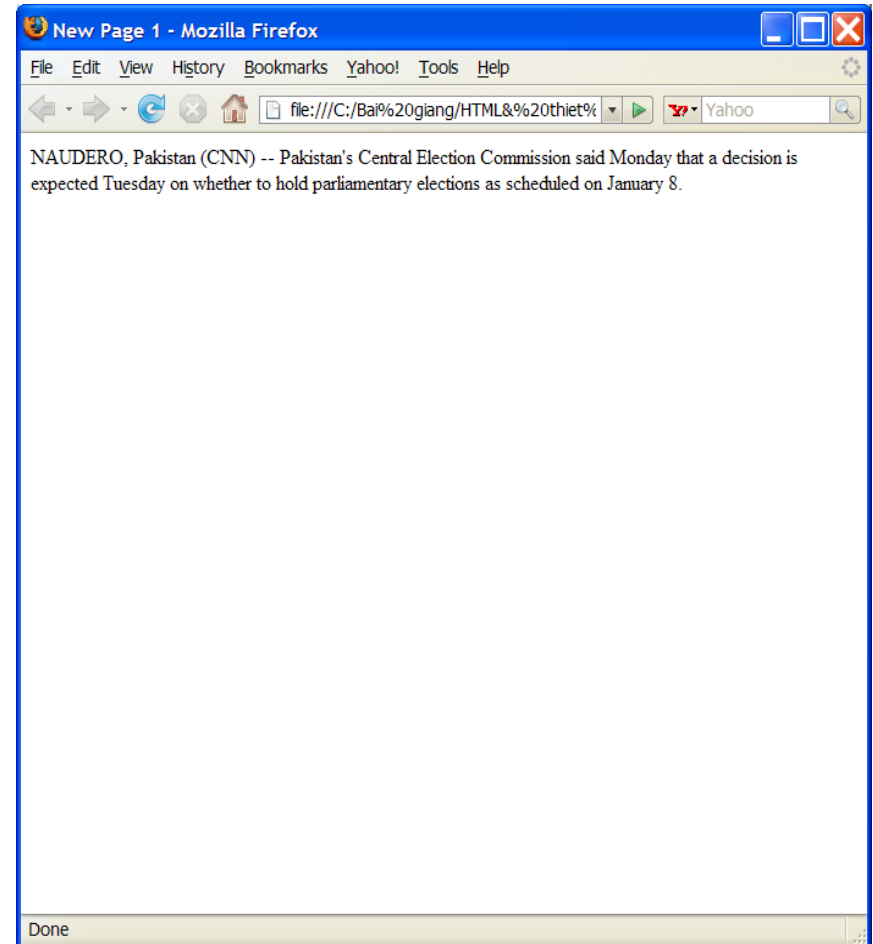 New Page 1 - Mozilla Firefox
File Edit View History Bookmarks Yahoo! Tools Help
file:///C:/Bai%20giang/HTML&%20thiet% Yahoo
NAUDERO, Pakistan (CNN) -- Pakistan's Central Election Commission said Monday that a decision is
expected Tuesday on whether to hold parliamentary elections as scheduled on January 8.
Done